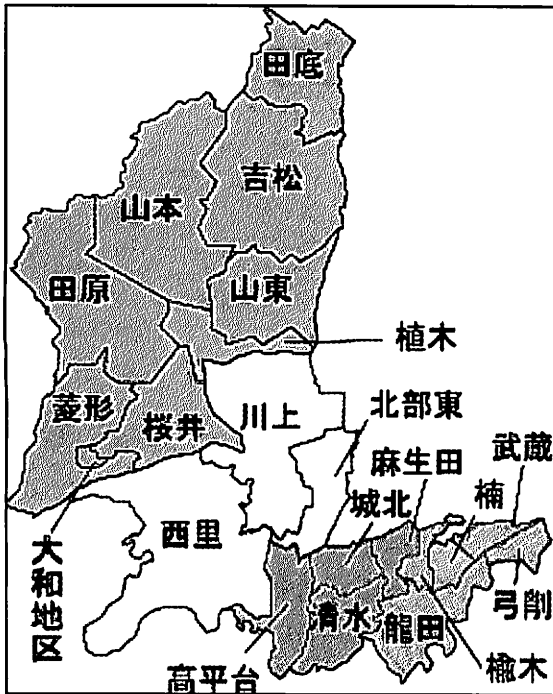 田底
吉松
山本
田原
山東
植木
菱形
桜井
川上
北部東
麻生田
武蔵
城北
楠
西里
大和地区
清水
龍田
弓削
楡木
高平台